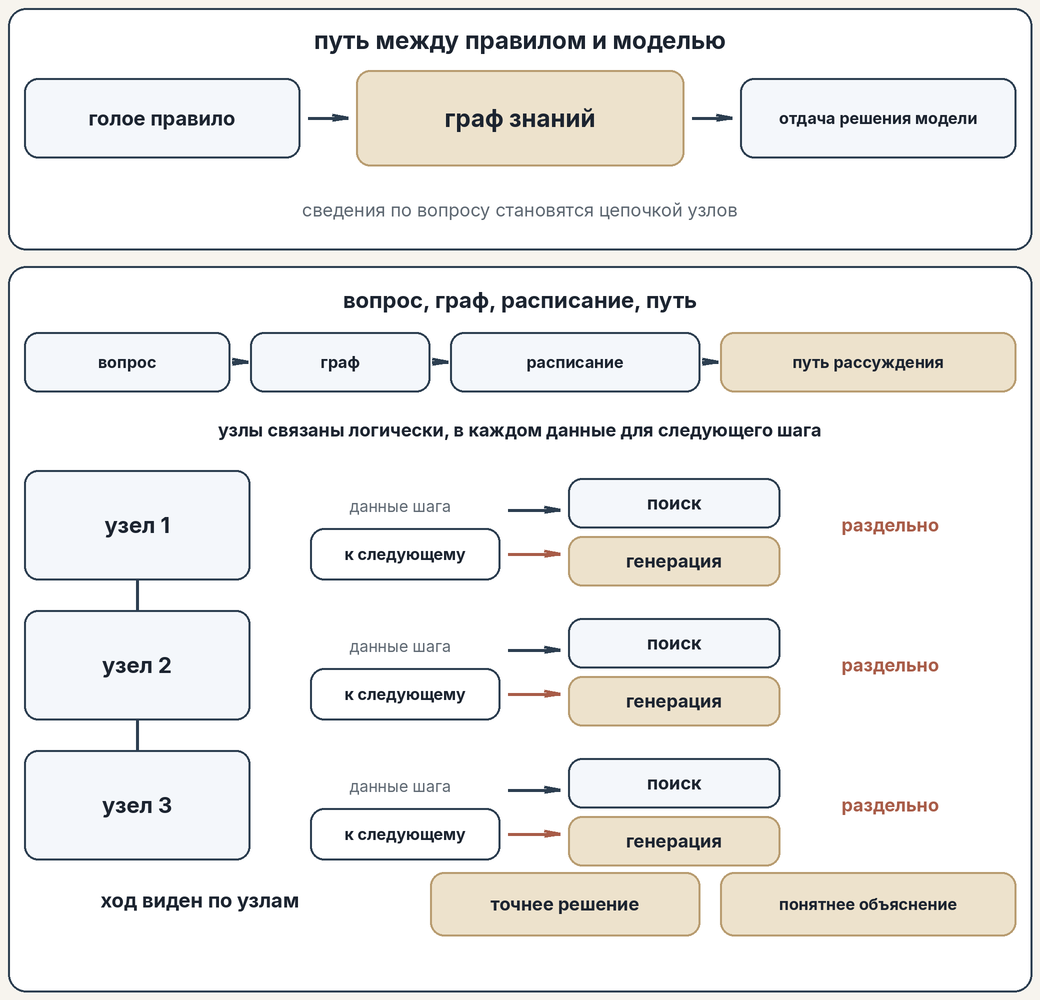 путь между правилом и моделью
голое правило
граф знаний
отдача решения модели
сведения по вопросу становятся цепочкой узлов
вопрос, граф, расписание, путь
вопрос
граф
расписание
путь рассуждения
узлы связаны логически, в каждом данные для следующего шага
узел 1
данные шага
к следующему
поиск
генерация
раздельно
узел 2
данные шага
к следующему
поиск
генерация
раздельно
узел 3
данные шага
к следующему
поиск
генерация
раздельно
ход виден по узлам
точнее решение
понятнее объяснение